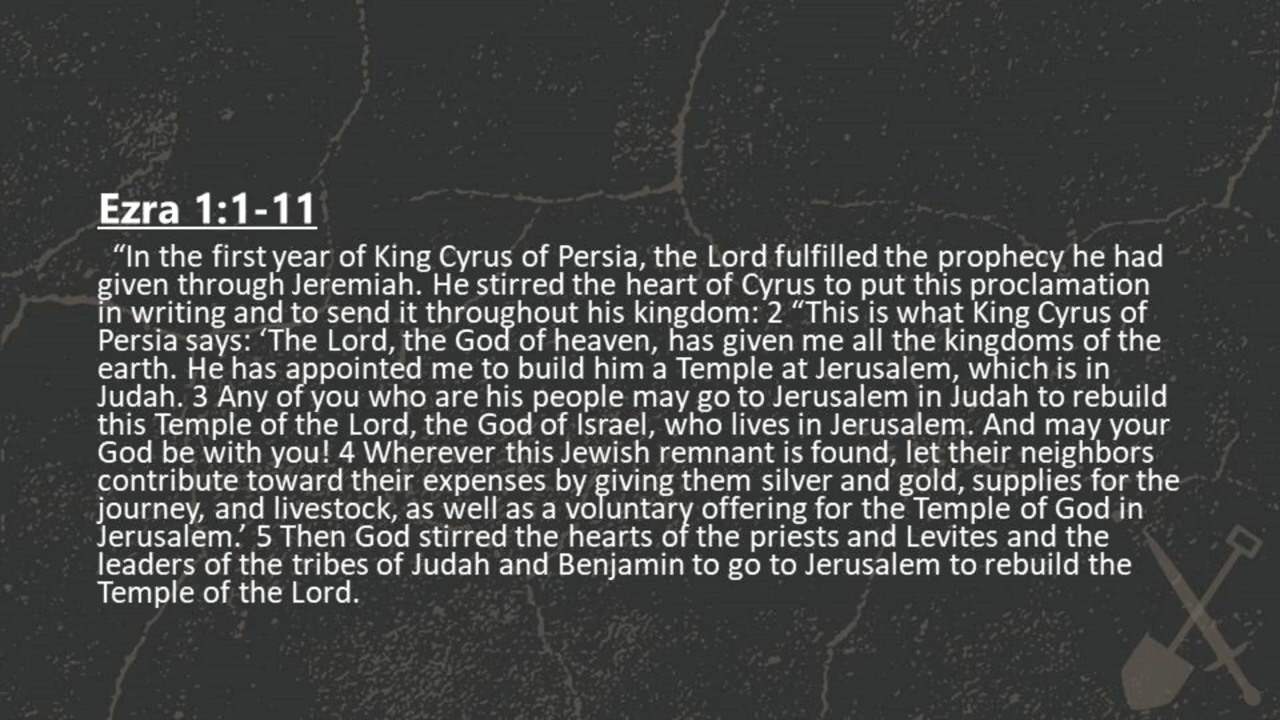 Ezra 1:1-11
“In the first year of King Cyrus of Persia, the Lord fulfilled the prophecy he had
given through Jeremiah. He stirred the heart of Cyrus to put this proclamation
in writing and to send it throughout his kingdom: 2 “This is what King Cyrus of
Persia says: ‘The Lord, the God of heaven, has given me all the kingdoms of the
earth. He has appointed me to build him a Temple at Jerusalem, which is in
Judah. 3 Any of you who are his people may go to Jerusalem in Judah to rebuild
this Temple of the Lord, the God of Israel, who lives in Jerusalem. And may your
God be with you! 4 Wherever this Jewish remnant is found, let their neighbors
contribute toward their expenses by giving them silver and gold, supplies for the
journey, and livestock, as well as a voluntary offering for the Temple of God in
Jerusalem.’ 5 Then God stirred the hearts of the priests and Levites and the
leaders of the tribes of Judah and Benjamin to go to Jerusalem to rebuild the
Temple of the Lord.